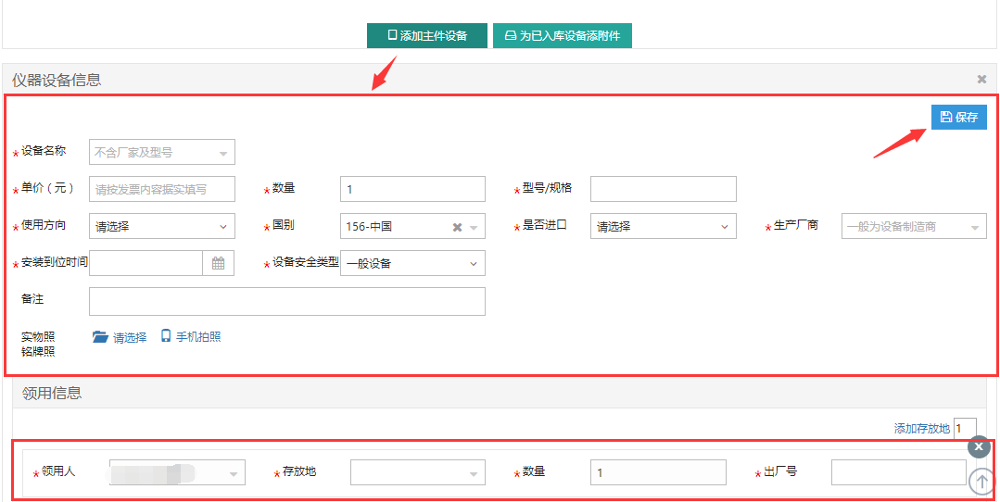 添加主件设备 为已入库设备添附件
仪器设备信息
保存
*设备名称 不含厂家及型号
*单价（元） 请按发票内容据实填写 *数量 1 *型号/规格
*使用方向 请选择 *国别 156-中国 *是否进口 请选择 *生产厂商 一般为设备制造商
*安装到位时间 *设备安全类型 一般设备
备注
实物照 请选择 手机拍照
铭牌照
领用信息
添加存放地 1
*领用人 *存放地 *数量 1 *出厂号